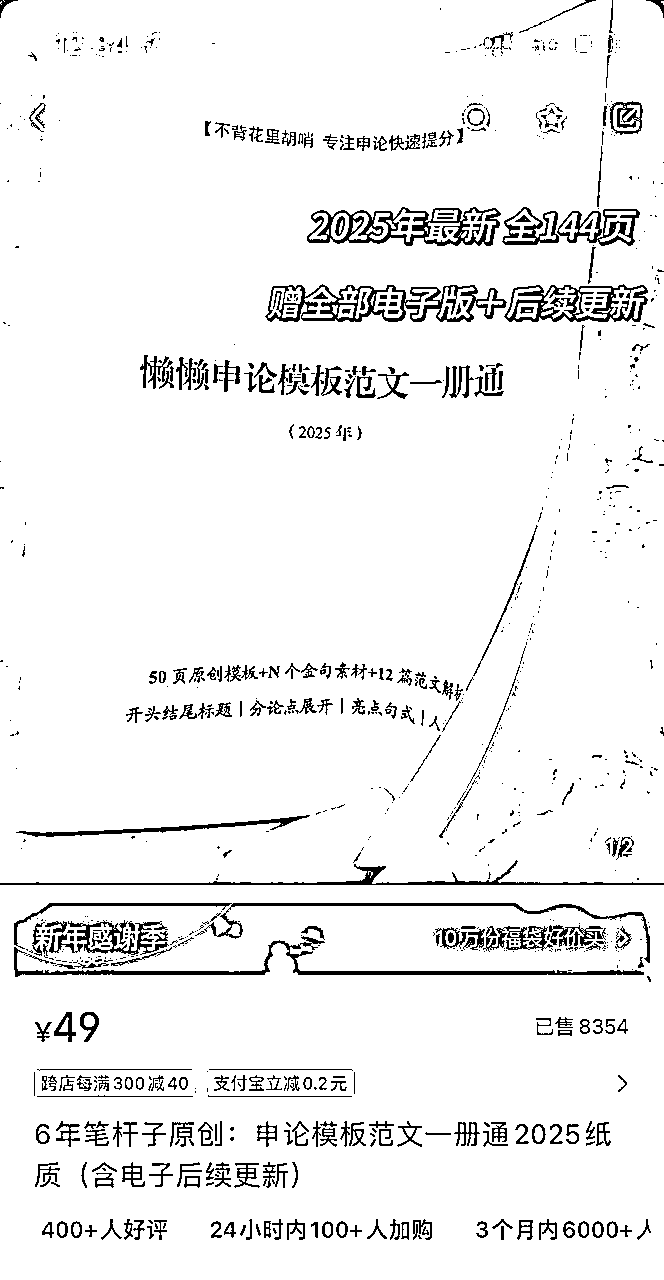 【不背花里胡哨 专注申论快速提分】
2025年最新 全144页
赠全部电子版+后续更新
懒懒申论模板范文一册通
(2025年)
50页原创模板+N个金句素材+12篇范文解析
开头结尾标题|分论点展开|亮点句式|人
1/2
新年感谢季
10万份福袋好价买
¥49
已售8354
跨店每满300减40
支付宝立减0.2元
6年笔杆子原创：申论模板范文一册通2025纸
质（含电子后续更新）
400+人好评
24小时内100+人加购
3个月内6000+人